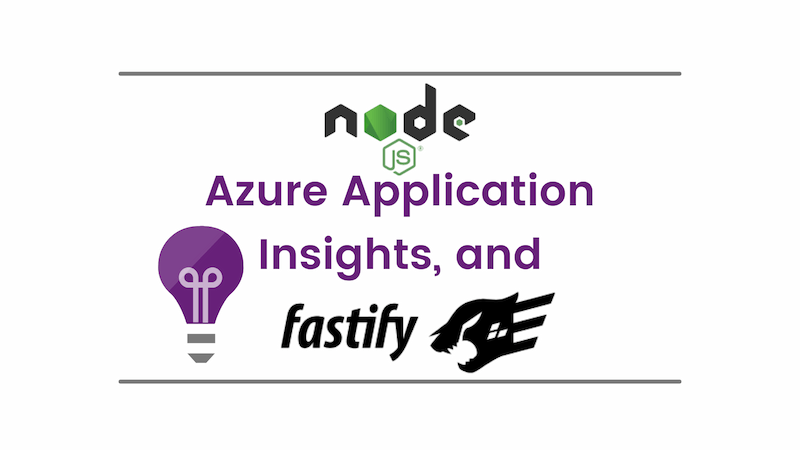 node
JS®
Azure Application
Insights, and
fastify